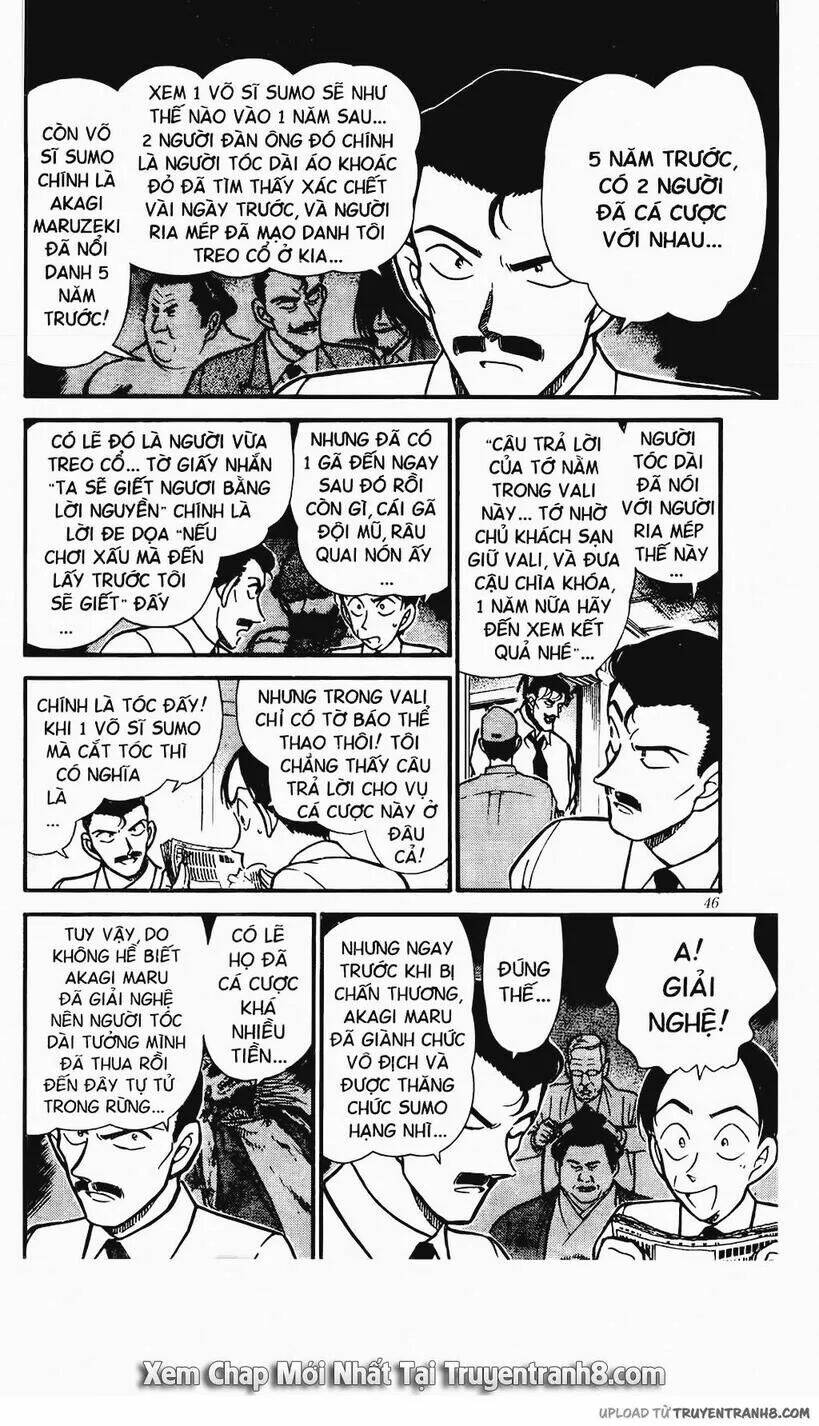 5 NĂM TRƯỚC,
CÓ 2 NGƯỜI
ĐÃ CÁ CƯỢC
VỚI NHAU...
XEM 1 VÕ SĨ SUMO SẼ NHƯ
THẾ NÀO VÀO 1 NĂM SAU...
2 NGƯỜI ĐÀN ÔNG ĐÓ CHÍNH
LÀ NGƯỜI TÓC DÀI ÁO KHOÁC
ĐỎ ĐÃ TÌM THẤY XÁC CHẾT
VÀI NGÀY TRƯỚC, VÀ NGƯỜI
RIA MÉP ĐÃ MẠO DANH TÔI
TREO CỔ Ở KIA...
CÒN VÕ
SĨ SUMO
CHÍNH LÀ
AKAGI
MARUZEKI
ĐÃ NỔI
DANH 5
NĂM
TRƯỚC!
NGƯỜI
TÓC DÀI
ĐÃ NÓI
VỚI NGƯỜI
RIA MÉP
THẾ NÀY
...
"CÂU TRẢ LỜI
CỦA TỚ NẰM
TRONG VALI
NÀY... TỚ NHỜ
CHỦ KHÁCH SẠN
GIỮ VALI, VÀ ĐƯA
CẬU CHÌA KHÓA,
1 NĂM NỮA HÃY
ĐẾN XEM KẾT
QUẢ NHÉ"...
NHƯNG ĐÃ CÓ
1 GÃ ĐẾN NGAY
SAU ĐÓ RỒI
CÒN GÌ, CÁI GÃ
ĐỘI MŨ, RÂU
QUAI NÓN ẤY
...
CÓ LẼ ĐÓ LÀ NGƯỜI VỪA
TREO CỔ... TỜ GIẤY NHẮN
"TA SẼ GIẾT NGƯƠI BẰNG
LỜI NGUYỀN" CHÍNH LÀ
LỜI ĐE DỌA "NẾU
CHƠI XẤU MÀ ĐẾN
LẤY TRƯỚC TÔI
SẼ GIẾT" ĐẤY
...
NHƯNG TRONG VALI
CHỈ CÓ TỜ BÁO THỂ
THAO THÔI! TÔI
CHẲNG THẤY CÂU
TRẢ LỜI CHO VỤ
CÁ CƯỢC NÀY Ở
ĐÂU
CẢ!
CHÍNH LÀ TÓC ĐẤY!
KHI 1 VÕ SĨ SUMO
MÀ CẮT TÓC THÌ
CÓ NGHĨA
LÀ
...
46
A!
GIẢI
NGHỆ!
ĐÚNG
THẾ...
NHƯNG NGAY
TRƯỚC KHI BỊ
CHẤN THƯƠNG,
AKAGI MARU
ĐÃ GIÀNH CHỨC
VÔ ĐỊCH VÀ
ĐƯỢC THĂNG
CHỨC SUMO
HẠNG NHÌ...
CÓ LẼ
HỌ ĐÃ
CÁ CƯỢC
KHÁ
NHIỀU
TIỀN...
TUY VẬY, DO
KHÔNG HỀ BIẾT
AKAGI MARU
ĐÃ GIẢI NGHỆ
NÊN NGƯỜI TÓC
DÀI TƯỞNG MÌNH
ĐÃ THUA RỒI
ĐẾN ĐÂY TỰ TỬ
TRONG RỪNG...
Xem Chap Mới Nhất Tại Truyentranh8.com
UPLOAD TỪ TRUYENTRANH8.COM